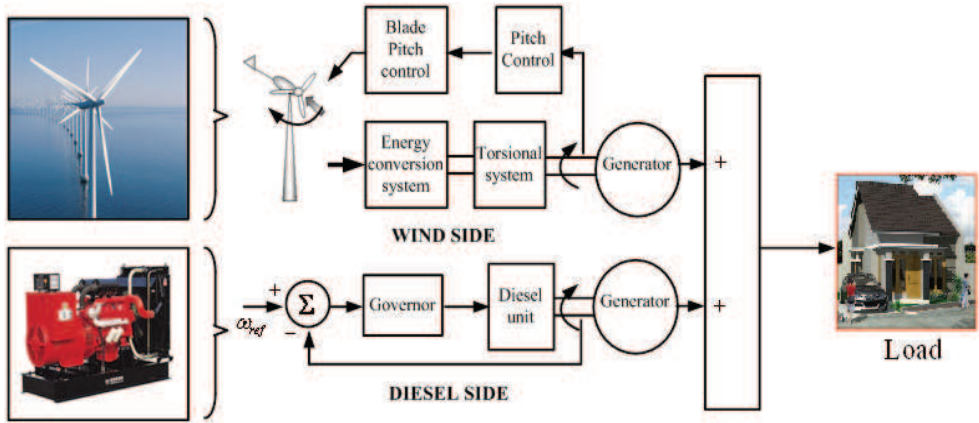 Blade
Pitch
control
Pitch
Control
Energy
conversion
system
Torsional
system
Generator
+
WIND SIDE
+
Σ
−
ω_ref
Governor
Diesel
unit
Generator
+
DIESEL SIDE
Load